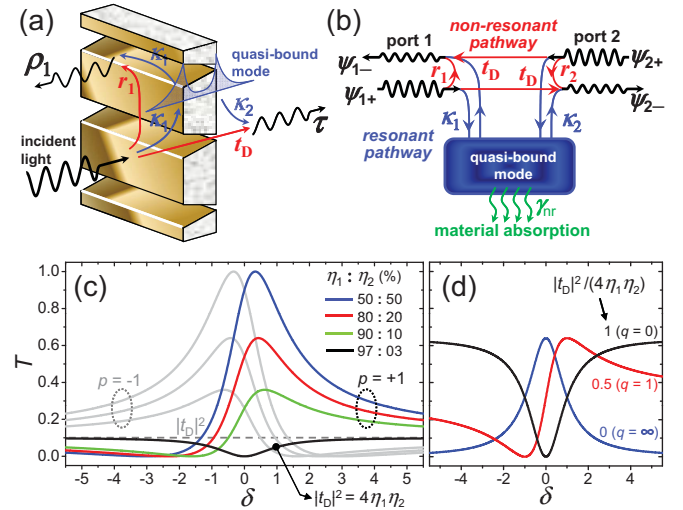 (a)
ρ1
κ1
r1
quasi-bound
mode
κ1
κ2
τ
tD
incident
light
(b)
non-resonant
pathway
port 1
port 2
ψ1−
ψ2+
r1
tD
tD
r2
ψ1+
ψ2−
κ1
κ2
resonant
pathway
quasi-bound
mode
γnr
material absorption
(c)
η1 : η2 (%)
50 : 50
80 : 20
90 : 10
97 : 03
p = -1
p = +1
|tD|²
T
1.0
0.8
0.6
0.4
0.2
0.0
-5 -4 -3 -2 -1 0 1 2 3 4 5
δ
|tD|² = 4η1η2
(d)
|tD|²/(4η1η2)
1 (q = 0)
0.5 (q = 1)
0 (q = ∞)
-4 -2 0 2 4
δ